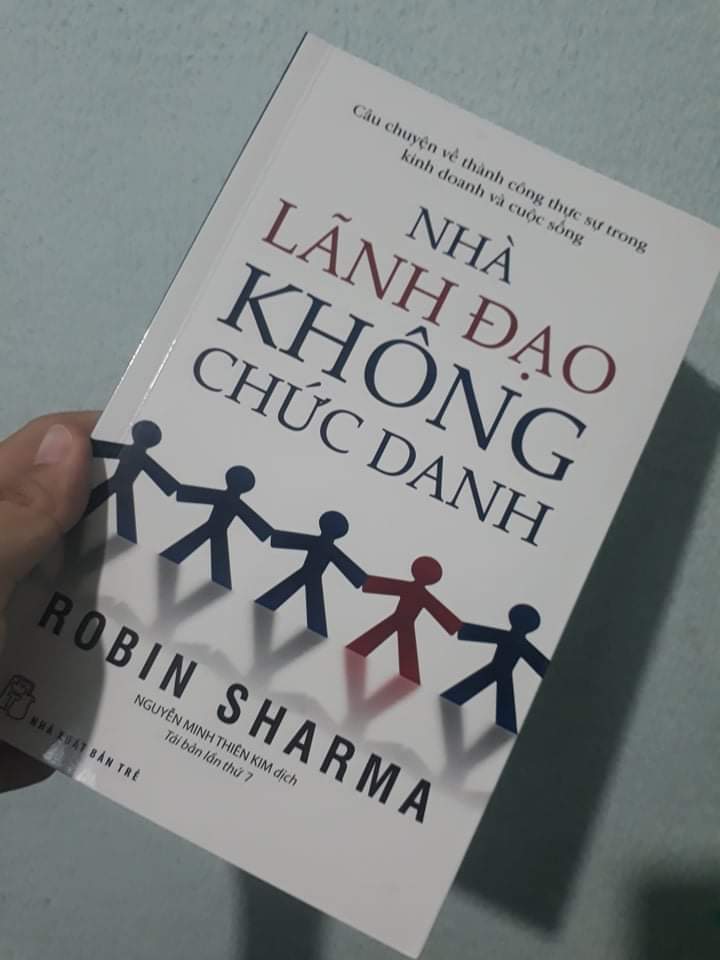 Câu chuyện về thành công thực sự trong
kinh doanh và cuộc sống
NHÀ
LÃNH ĐẠO
KHÔNG
CHỨC DANH
ROBIN SHARMA
NGUYỄN MINH THIÊN KIM dịch
Tái bản lần thứ 7
NHÀ XUẤT BẢN TRẺ